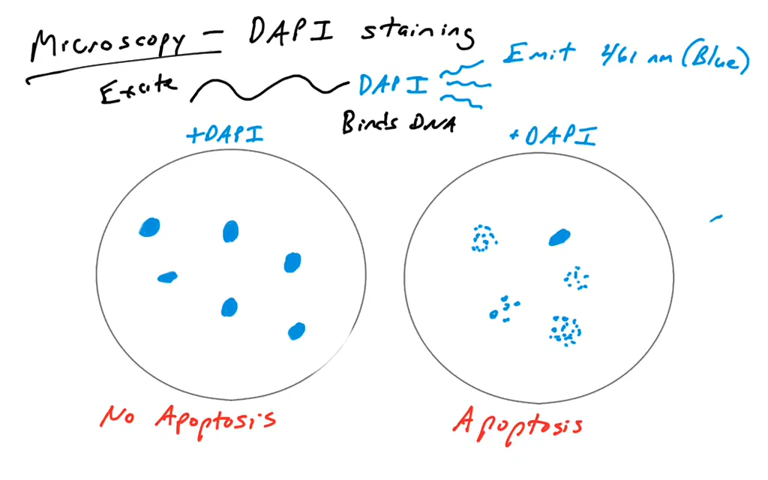 Microscopy - DAPI staining
Excite DAPI Emit 461 nm (Blue)
Binds DNA
+DAPI +DAPI
No Apoptosis Apoptosis